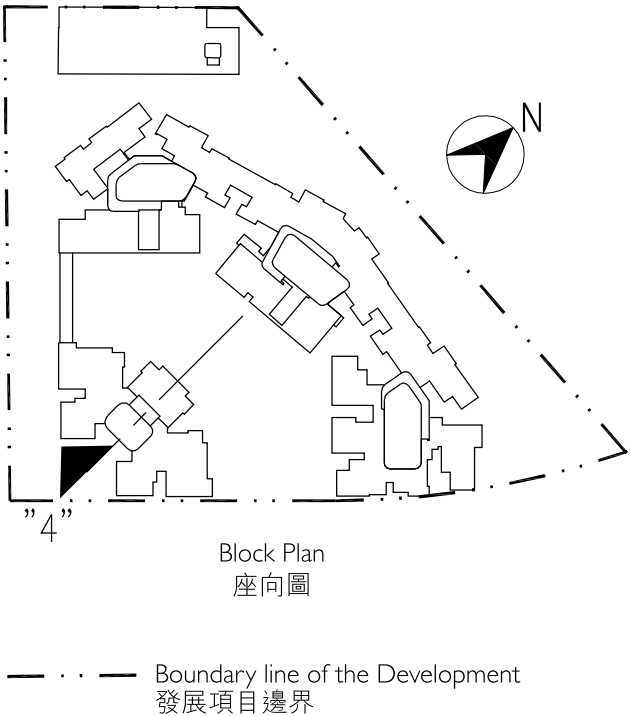 N
"4"
Block Plan
座向圖
Boundary line of the Development
發展項目邊界